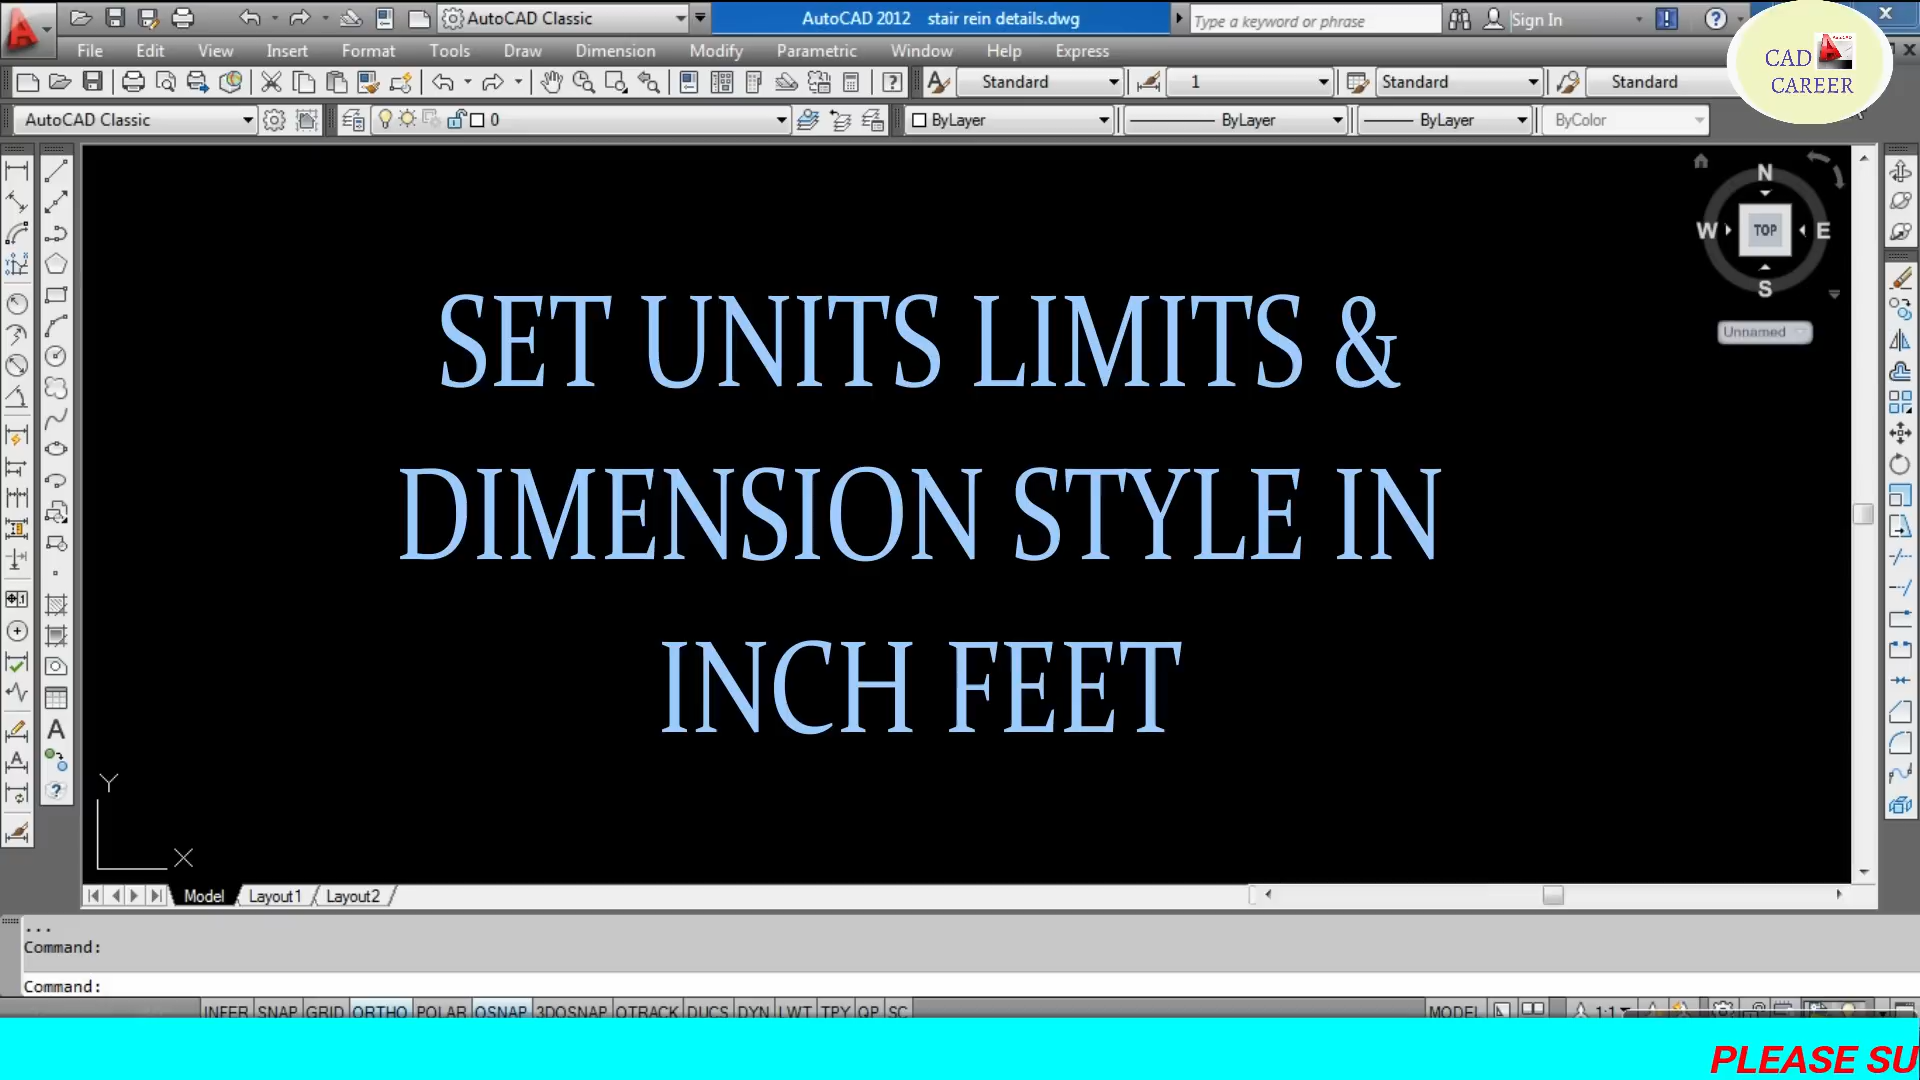 AutoCAD Classic
AutoCAD 2012 stair rein details.dwg
Type a keyword or phrase
Sign In
File Edit View Insert Format Tools Draw Dimension Modify Parametric Window Help Express
CAD
CAREER
Standard
1
Standard
Standard
AutoCAD Classic
0
ByLayer
ByLayer
ByLayer
ByColor
N
W TOP E
S
Unnamed
SET UNITS LIMITS &
DIMENSION STYLE IN
INCH FEET
Y
X
Model Layout1 Layout2
...
Command:
Command:
INFER SNAP GRID ORTHO POLAR OSNAP 3DOSNAP OTRACK DUCS DYN LWT TPY QP SC
MODEL 1:1
PLEASE SU